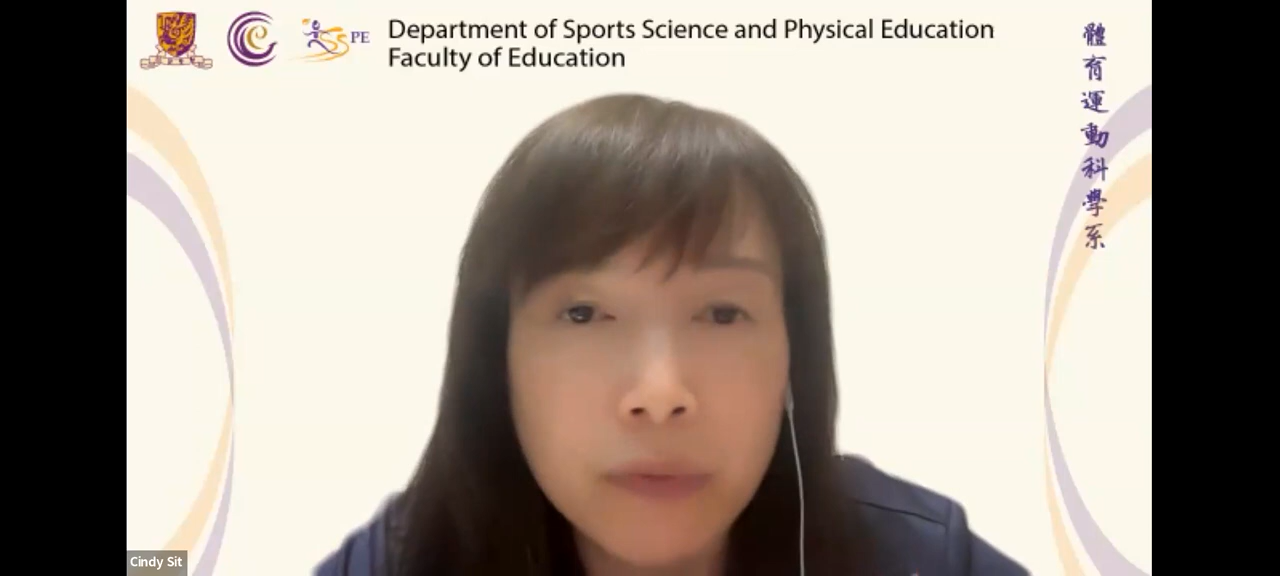 PE
Department of Sports Science and Physical Education
Faculty of Education
體育運動科學系
Cindy Sit